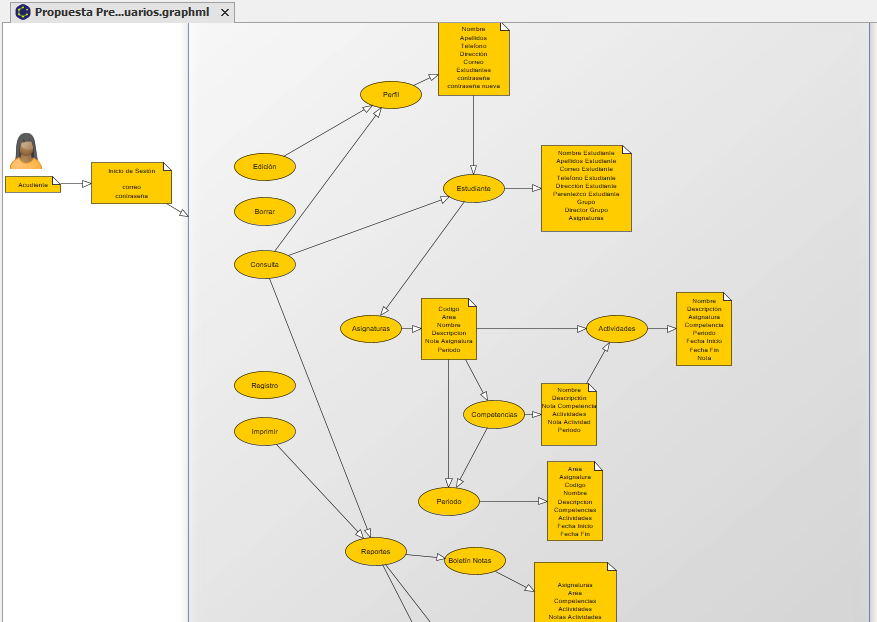 Propuesta Pre...uarios.graphml
Nombre
Apellidos
Telefono
Dirección
Correo
Estudiantes
contraseña
contraseña nueva
Perfil
Acudiente
Inicio de Sesión
correo
contraseña
Edición
Borrar
Consulta
Estudiante
Nombre Estudiante
Apellidos Estudiante
Correo Estudiante
Telefono Estudiante
Dirección Estudiante
Parentezco Estudiante
Grupo
Director Grupo
Asignaturas
Asignaturas
Codigo
Area
Nombre
Descripcion
Nota Asignatura
Periodo
Actividades
Nombre
Descripción
Asignatura
Competencia
Periodo
Fecha Inicio
Fecha Fin
Nota
Registro
Imprimir
Competencias
Nombre
Descripción
Nota Competencia
Actividades
Nota Actividad
Periodo
Periodo
Area
Asignatura
Codigo
Nombre
Descripcion
Competencias
Actividades
Fecha Inicio
Fecha Fin
Reportes
Boletin Notas
Asignaturas
Area
Competencias
Actividades
Notas Actividades